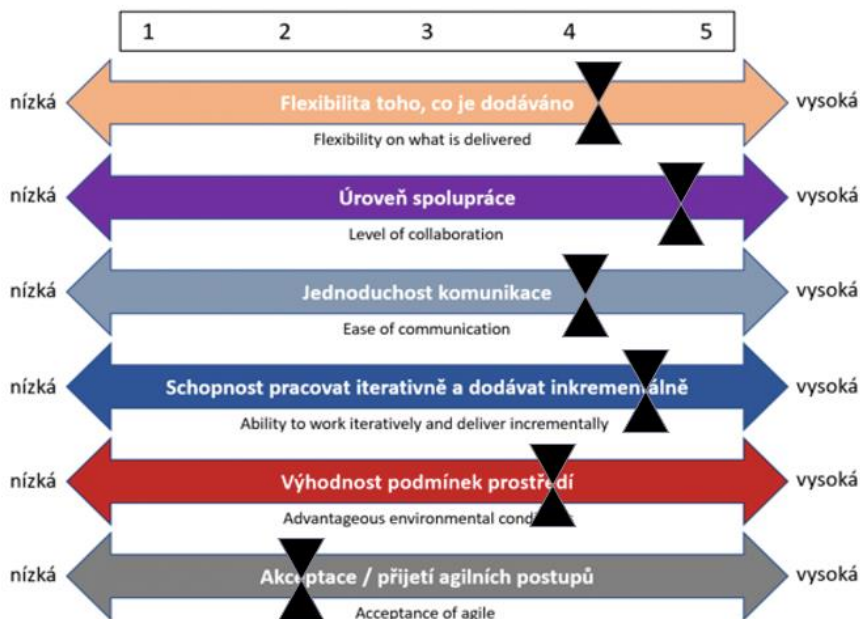 1 2 3 4 5
nízká Flexibilita toho, co je dodáváno vysoká
Flexibility on what is delivered
nízká Úroveň spolupráce vysoká
Level of collaboration
nízká Jednoduchost komunikace vysoká
Ease of communication
nízká Schopnost pracovat iterativně a dodávat inkrementálně vysoká
Ability to work iteratively and deliver incrementally
nízká Výhodnost podmínek prostředí vysoká
Advantageous environmental conditions
nízká Akceptace / přijetí agilních postupů vysoká
Acceptance of agile